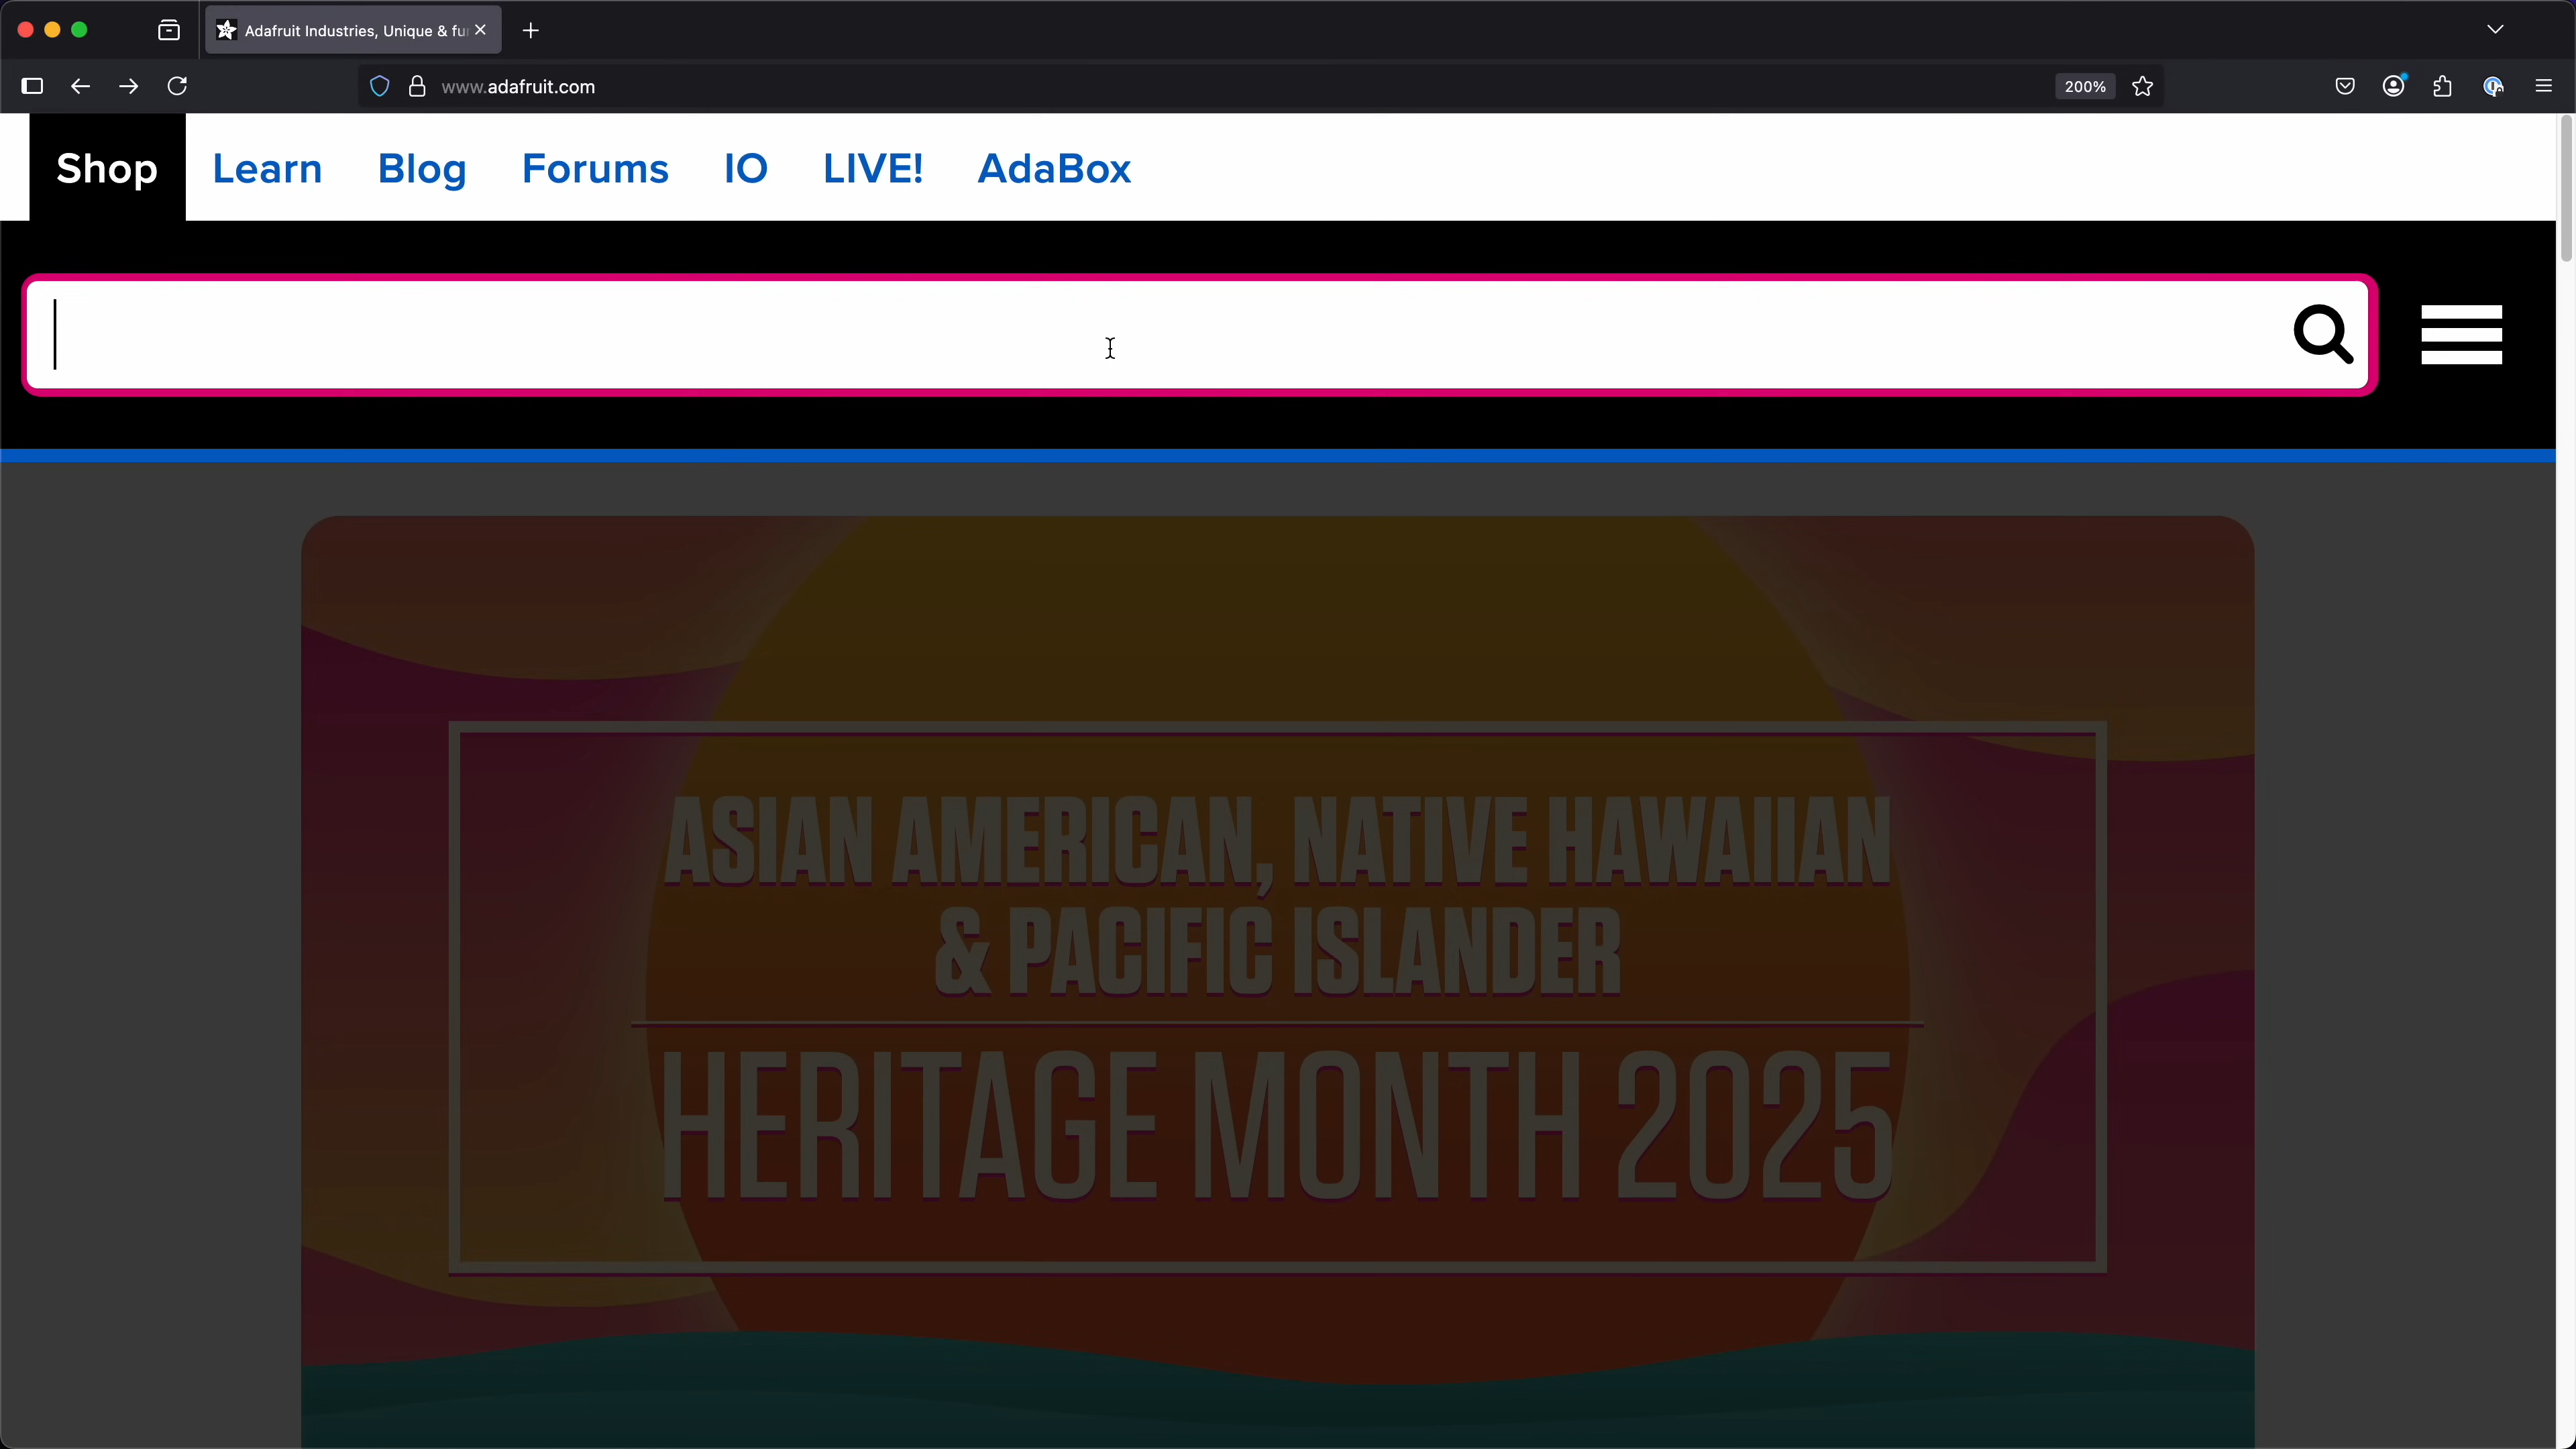 Adafruit Industries, Unique & fu
www.adafruit.com
200%
Shop Learn Blog Forums IO LIVE! AdaBox
ASIAN AMERICAN, NATIVE HAWAIIAN
& PACIFIC ISLANDER
HERITAGE MONTH 2025